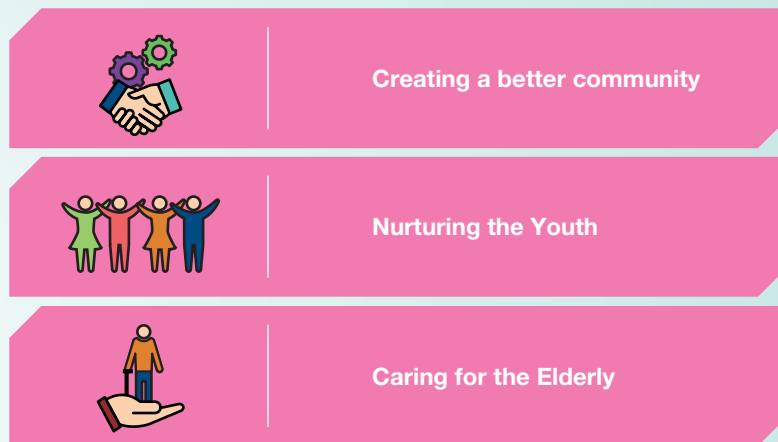 Creating a better community
Nurturing the Youth
Caring for the Elderly